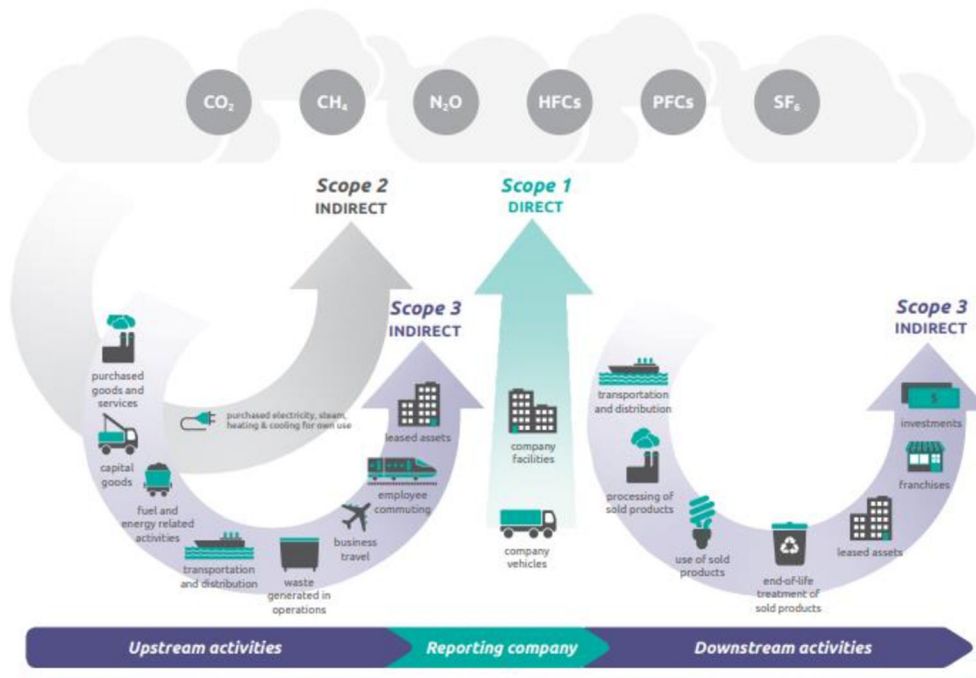 CO₂
CH₄
N₂O
HFCs
PFCs
SF₆
Scope 2
INDIRECT
Scope 1
DIRECT
Scope 3
INDIRECT
Scope 3
INDIRECT
purchased
goods and
services
capital
goods
fuel and
energy related
activities
transportation
and distribution
waste
generated in
operations
business
travel
employee
commuting
leased assets
purchased electricity, steam,
heating & cooling for own use
company
facilities
company
vehicles
transportation
and distribution
processing of
sold products
use of sold
products
end-of-life
treatment of
sold products
leased assets
franchises
$
investments
Upstream activities
Reporting company
Downstream activities